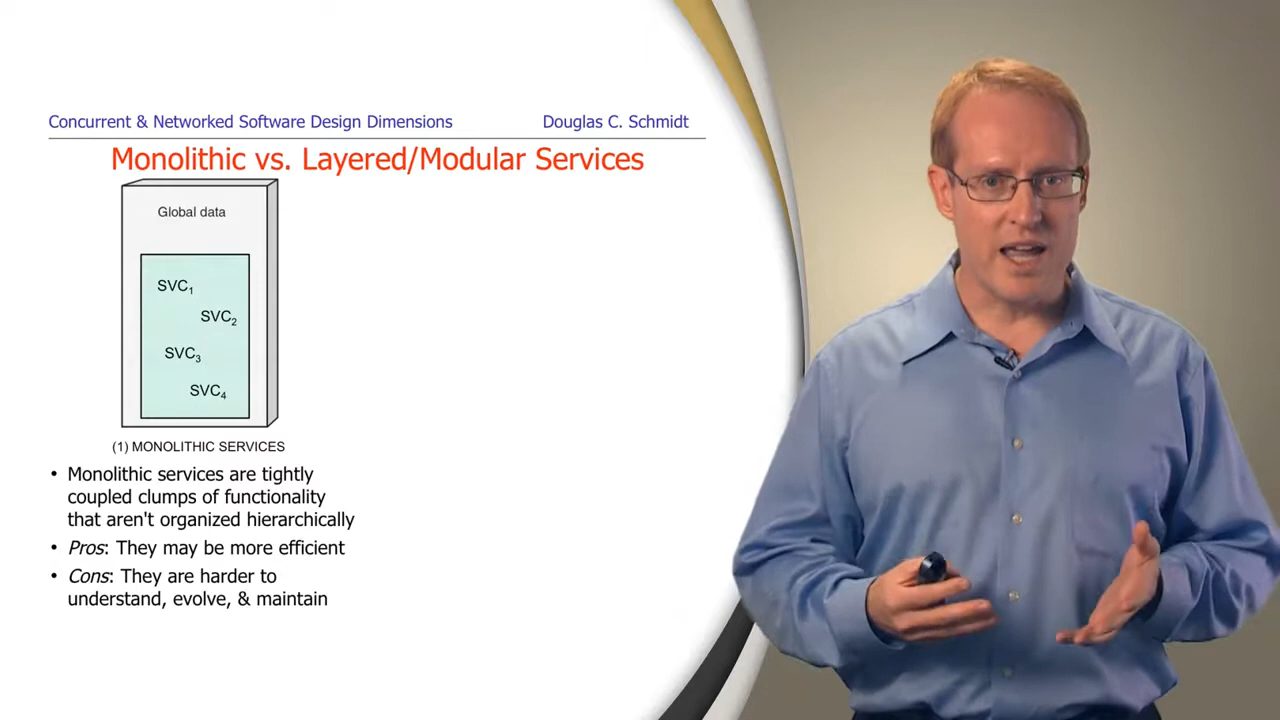 Concurrent & Networked Software Design Dimensions Douglas C. Schmidt
Monolithic vs. Layered/Modular Services
Global data
SVC1
SVC2
SVC3
SVC4
(1) MONOLITHIC SERVICES
• Monolithic services are tightly
coupled clumps of functionality
that aren't organized hierarchically
• Pros: They may be more efficient
• Cons: They are harder to
understand, evolve, & maintain